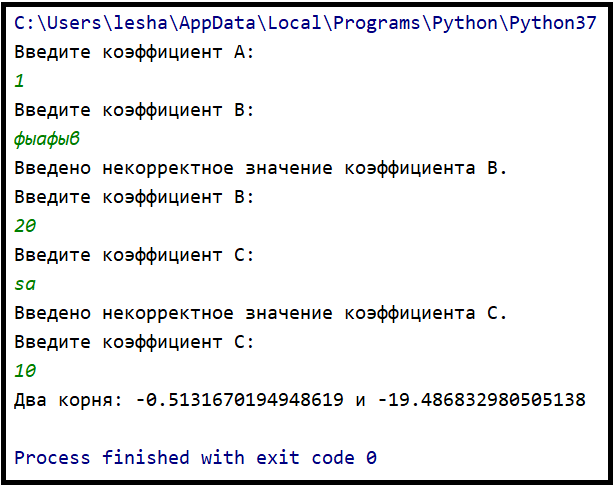 C:\Users\lesha\AppData\Local\Programs\Python\Python37
Введите коэффициент A:
1
Введите коэффициент B:
фыафыв
Введено некорректное значение коэффициента B.
Введите коэффициент B:
20
Введите коэффициент C:
sa
Введено некорректное значение коэффициента C.
Введите коэффициент C:
10
Два корня: -0.5131670194948619 и -19.486832980505138
Process finished with exit code 0